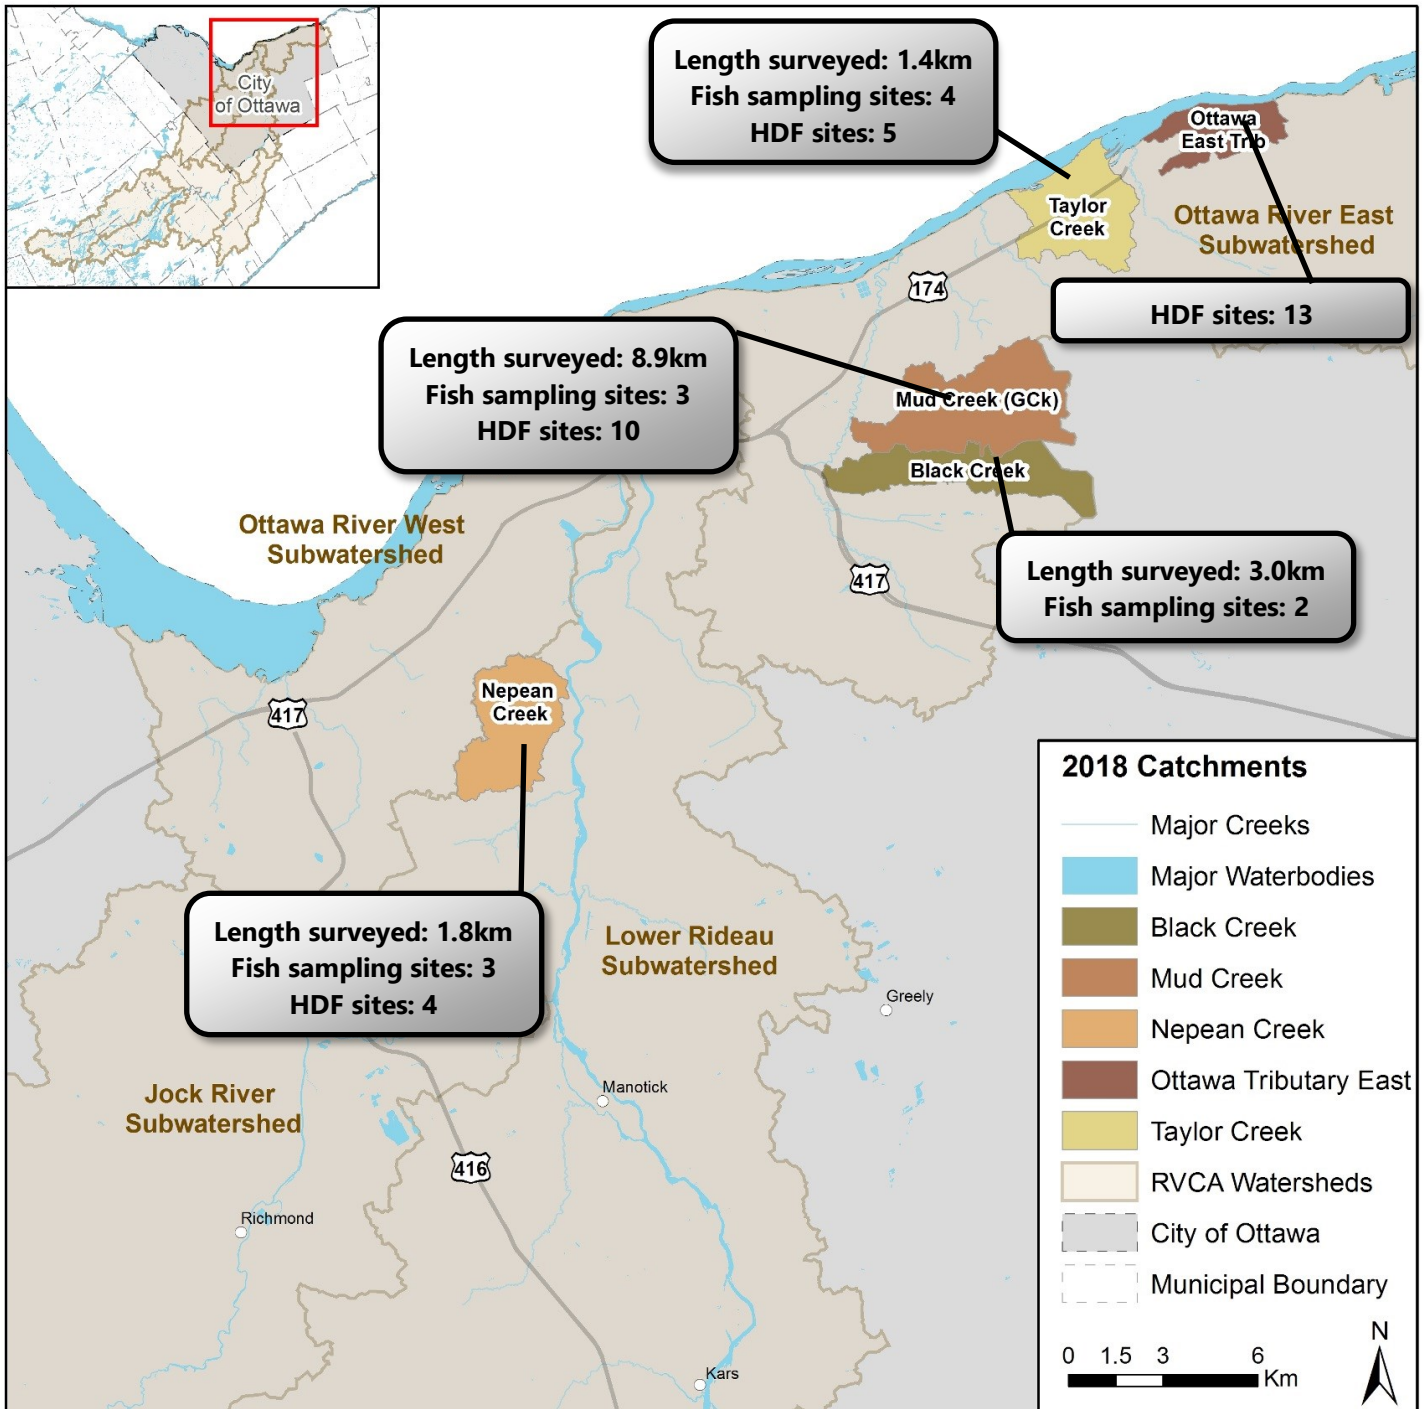 City
of Ottawa
Length surveyed: 1.4km
Fish sampling sites: 4
HDF sites: 5
Ottawa
East Trib
Taylor
Creek
Ottawa River East
Subwatershed
174
HDF sites: 13
Length surveyed: 8.9km
Fish sampling sites: 3
HDF sites: 10
Mud Creek (GCk)
Black Creek
Ottawa River West
Subwatershed
417
Length surveyed: 3.0km
Fish sampling sites: 2
Nepean
Creek
417
Length surveyed: 1.8km
Fish sampling sites: 3
HDF sites: 4
Lower Rideau
Subwatershed
Greely
Jock River
Subwatershed
Manotick
416
Richmond
Kars
2018 Catchments
Major Creeks
Major Waterbodies
Black Creek
Mud Creek
Nepean Creek
Ottawa Tributary East
Taylor Creek
RVCA Watersheds
City of Ottawa
Municipal Boundary
0 1.5 3 6
Km
N